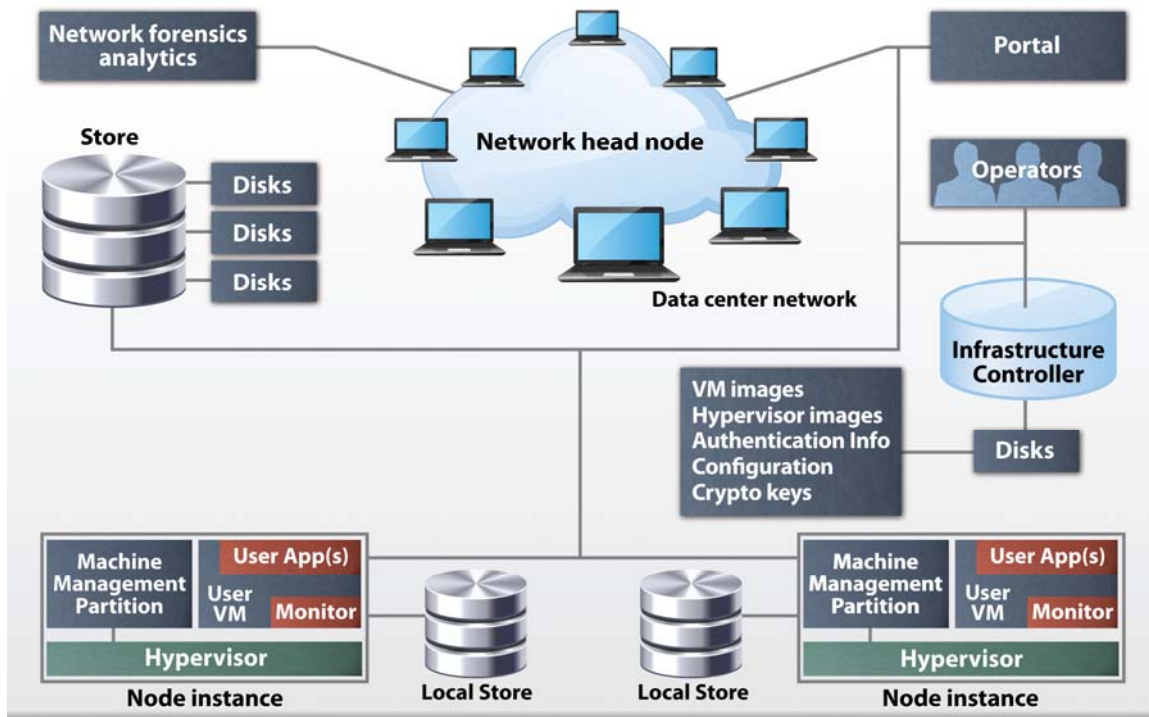 Network forensics
analytics
Portal
Network head node
Store
Disks
Disks
Disks
Operators
Data center network
Infrastructure
Controller
VM images
Hypervisor images
Authentication Info
Configuration
Crypto keys
Disks
Machine
Management
Partition
User App(s)
User
VM
Monitor
Hypervisor
Node instance
Local Store
Local Store
Machine
Management
Partition
User App(s)
User
VM
Monitor
Hypervisor
Node instance